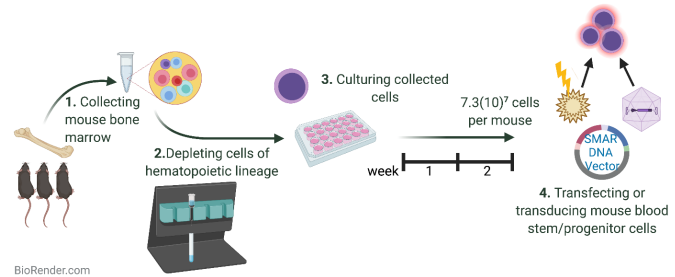 1. Collecting
mouse bone
marrow
2.Depleting cells of
hematopoietic lineage
3. Culturing collected
cells
7.3(10)⁷ cells
per mouse
week 1 2
SMAR
DNA
Vector
4. Transfecting or
transducing mouse blood
stem/progenitor cells
BioRender.com